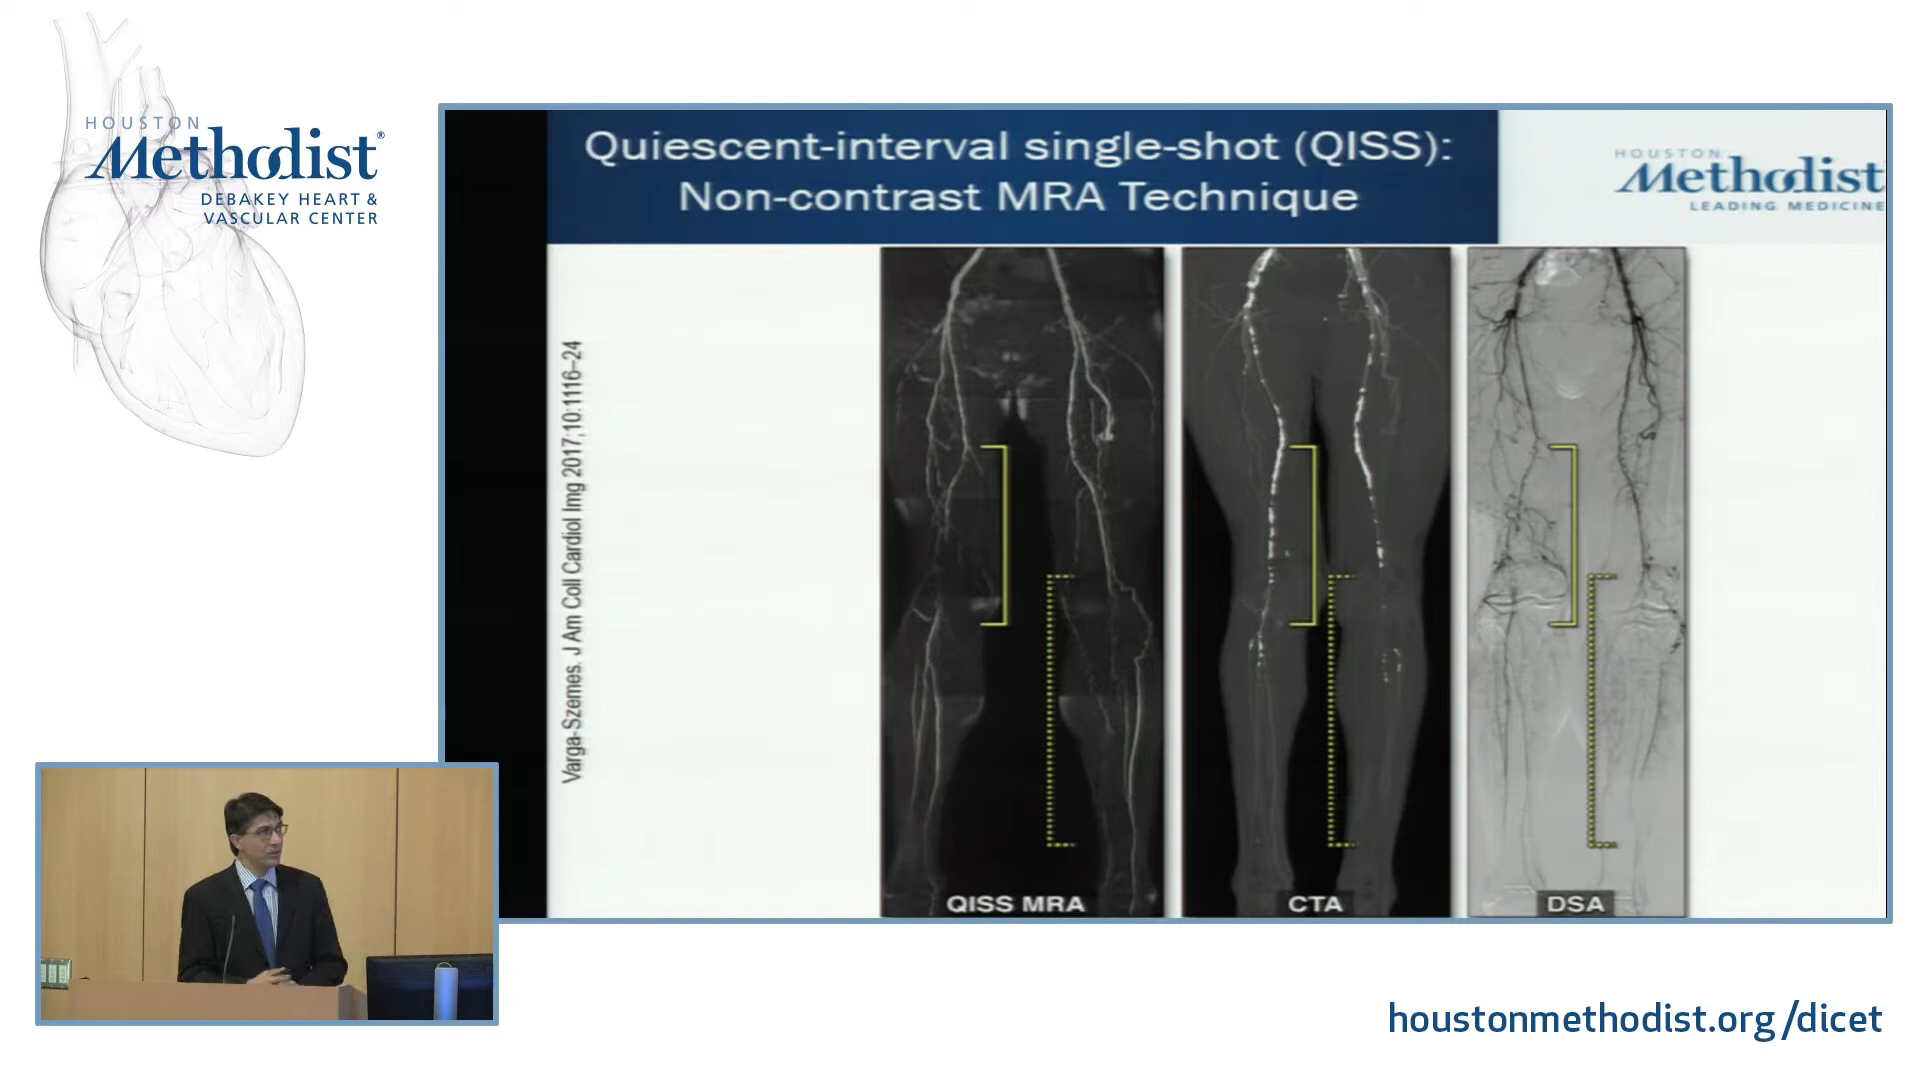 HOUSTON
Methodist®
DEBAKEY HEART &
VASCULAR CENTER
Quiescent-interval single-shot (QISS):
Non-contrast MRA Technique
HOUSTON
Methodist
LEADING MEDICINE
Varga-Szemes. J Am Coll Cardiol Img 2017;10:1116–24
QISS MRA
CTA
DSA
houstonmethodist.org/dicet